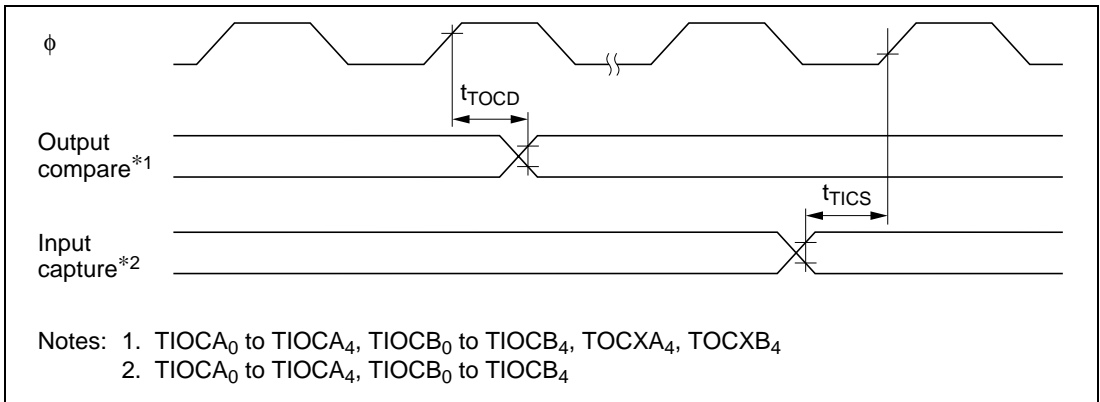 ϕ
tTOCD
Output
compare*1
tTICS
Input
capture*2
Notes: 1. TIOCA0 to TIOCA4, TIOCB0 to TIOCB4, TOCXA4, TOCXB4
2. TIOCA0 to TIOCA4, TIOCB0 to TIOCB4